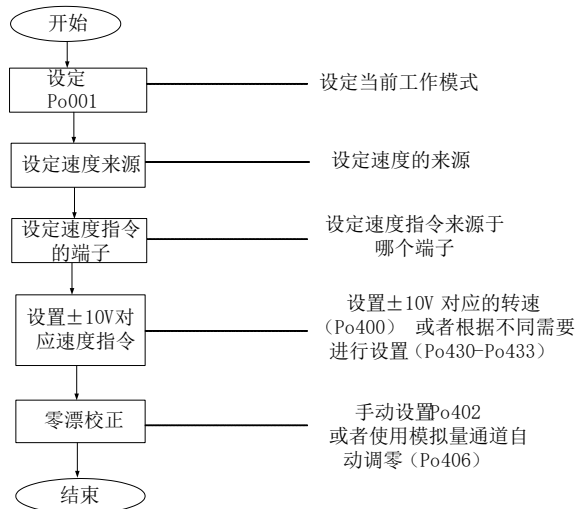 开始
设定
Po001
设定当前工作模式
设定速度来源
设定速度的来源
设定速度指令
的端子
设定速度指令来源于
哪个端子
设置±10V对
应速度指令
设置±10V 对应的转速
（Po400） 或者根据不同需要
进行设置（Po430-Po433）
零漂校正
手动设置Po402
或者使用模拟量通道自
动调零（Po406）
结束